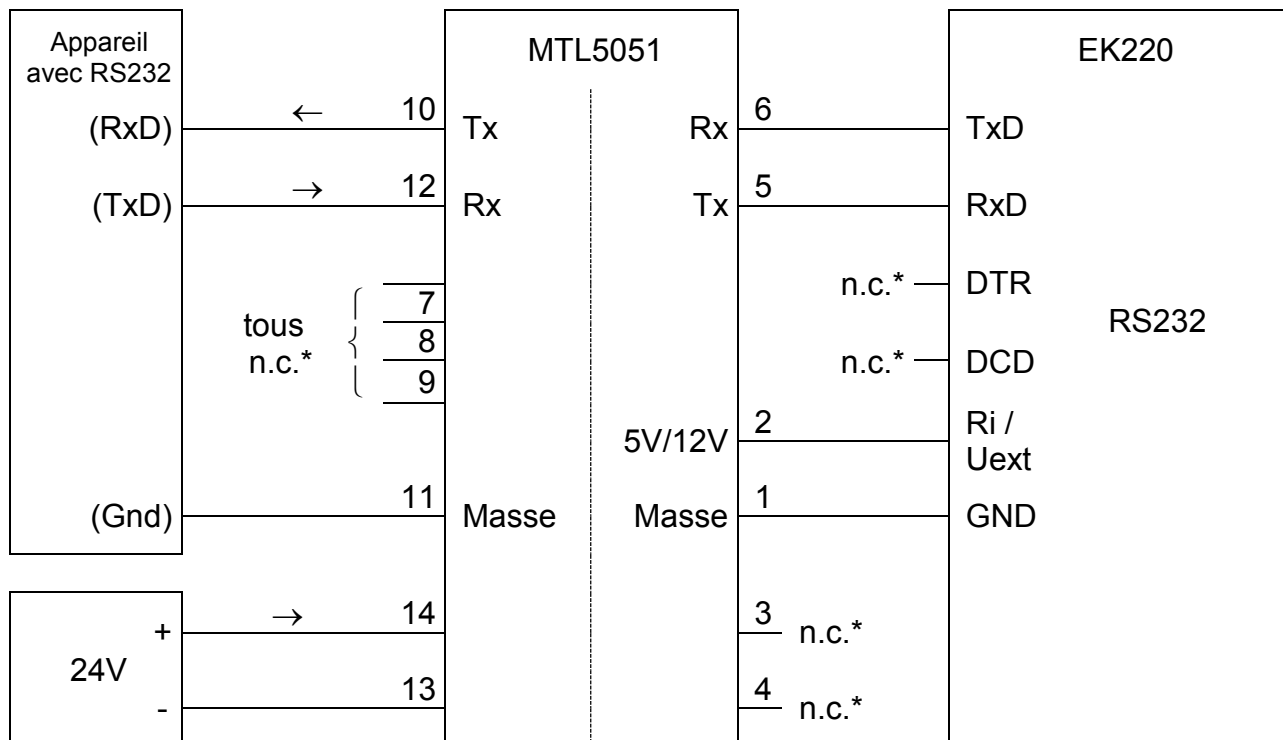 Appareil
avec RS232
MTL5051
EK220
(RxD) ← 10 Tx Rx 6 TxD
(TxD) → 12 Rx Tx 5 RxD
n.c.* DTR
7
tous
n.c.*
8
9
RS232
n.c.* DCD
5V/12V 2 Ri /
Uext
(Gnd) 11 Masse Masse 1 GND
+ → 14 3 n.c.*
24V
- 13 4 n.c.*